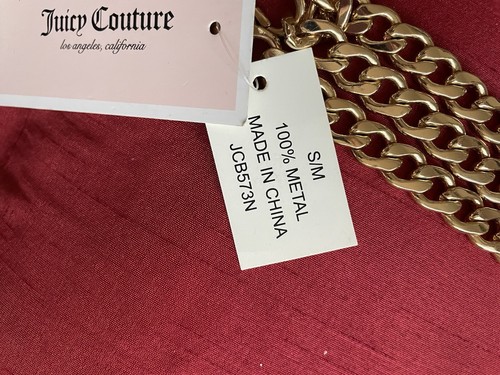 Juicy Couture
los angeles, california
S/M
100% METAL
MADE IN CHINA
JCB573N